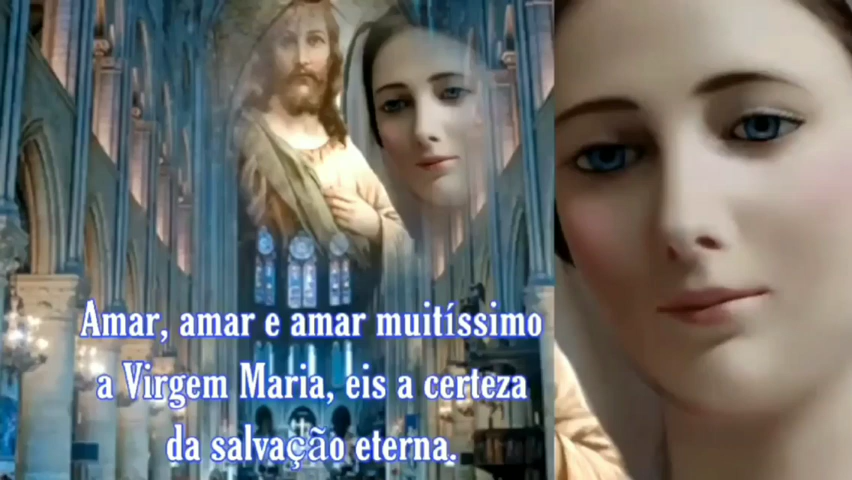 Amar, amar e amar muitíssimo
a Virgem Maria, eis a certeza
da salvação eterna.